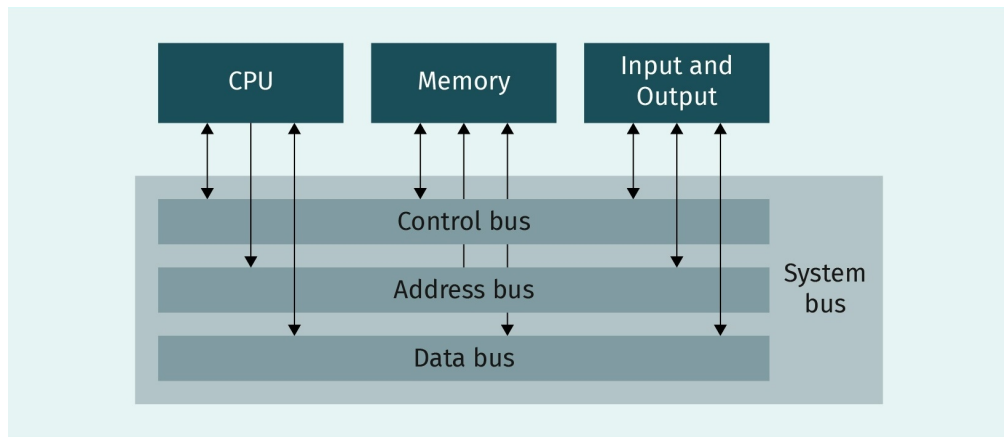 CPU
Memory
Input and
Output
Control bus
Address bus
Data bus
System
bus